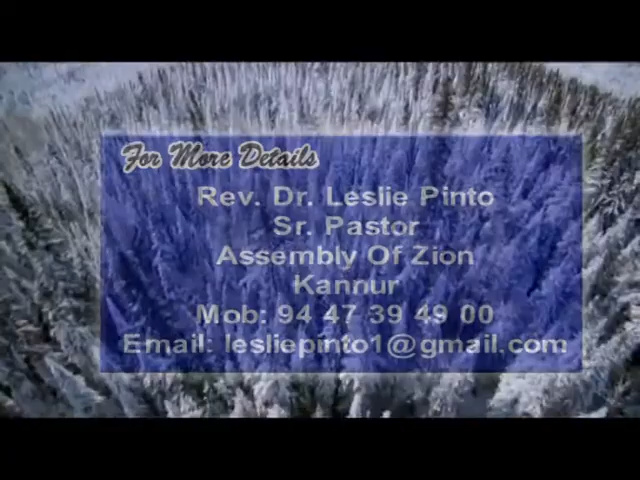 For More Details
Rev. Dr. Leslie Pinto
Sr. Pastor
Assembly Of Zion
Kannur
Mob: 94 47 39 49 00
Email: lesliepinto1@gmail.com